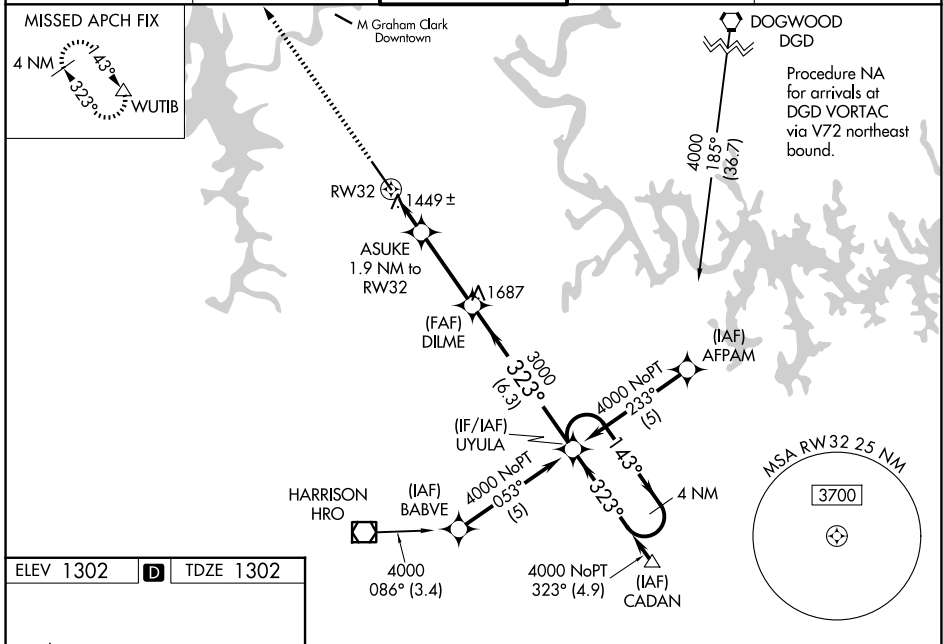 MISSED APCH FIX
4 NM
143°
323°
WUTIB
M Graham Clark
Downtown
DOGWOOD
DGD
Procedure NA
for arrivals at
DGD VORTAC
via V72 northeast
bound.
4000
185°
(36.7)
RW32
1449 ±
ASUKE
1.9 NM to
RW32
1687
(FAF)
DILME
3000
323°
(6.3)
(IAF)
AFPAM
4000 NoPT
233°
(5)
(IF/IAF)
UYULA
143°
323°
4 NM
MSA RW32 25 NM
3700
HARRISON
HRO
(IAF)
BABVE
4000 NoPT
053°
(5)
4000
086° (3.4)
4000 NoPT
323° (4.9)
(IAF)
CADAN
ELEV 1302
D
TDZE 1302